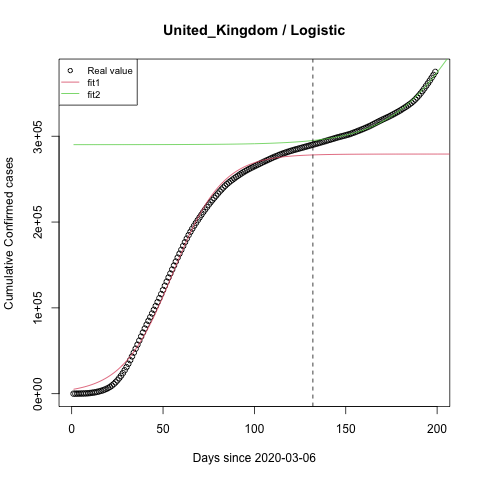 United_Kingdom / Logistic
Real value
fit1
fit2
Cumulative Confirmed cases
3e+05
2e+05
1e+05
0e+00
0 50 100 150 200
Days since 2020-03-06